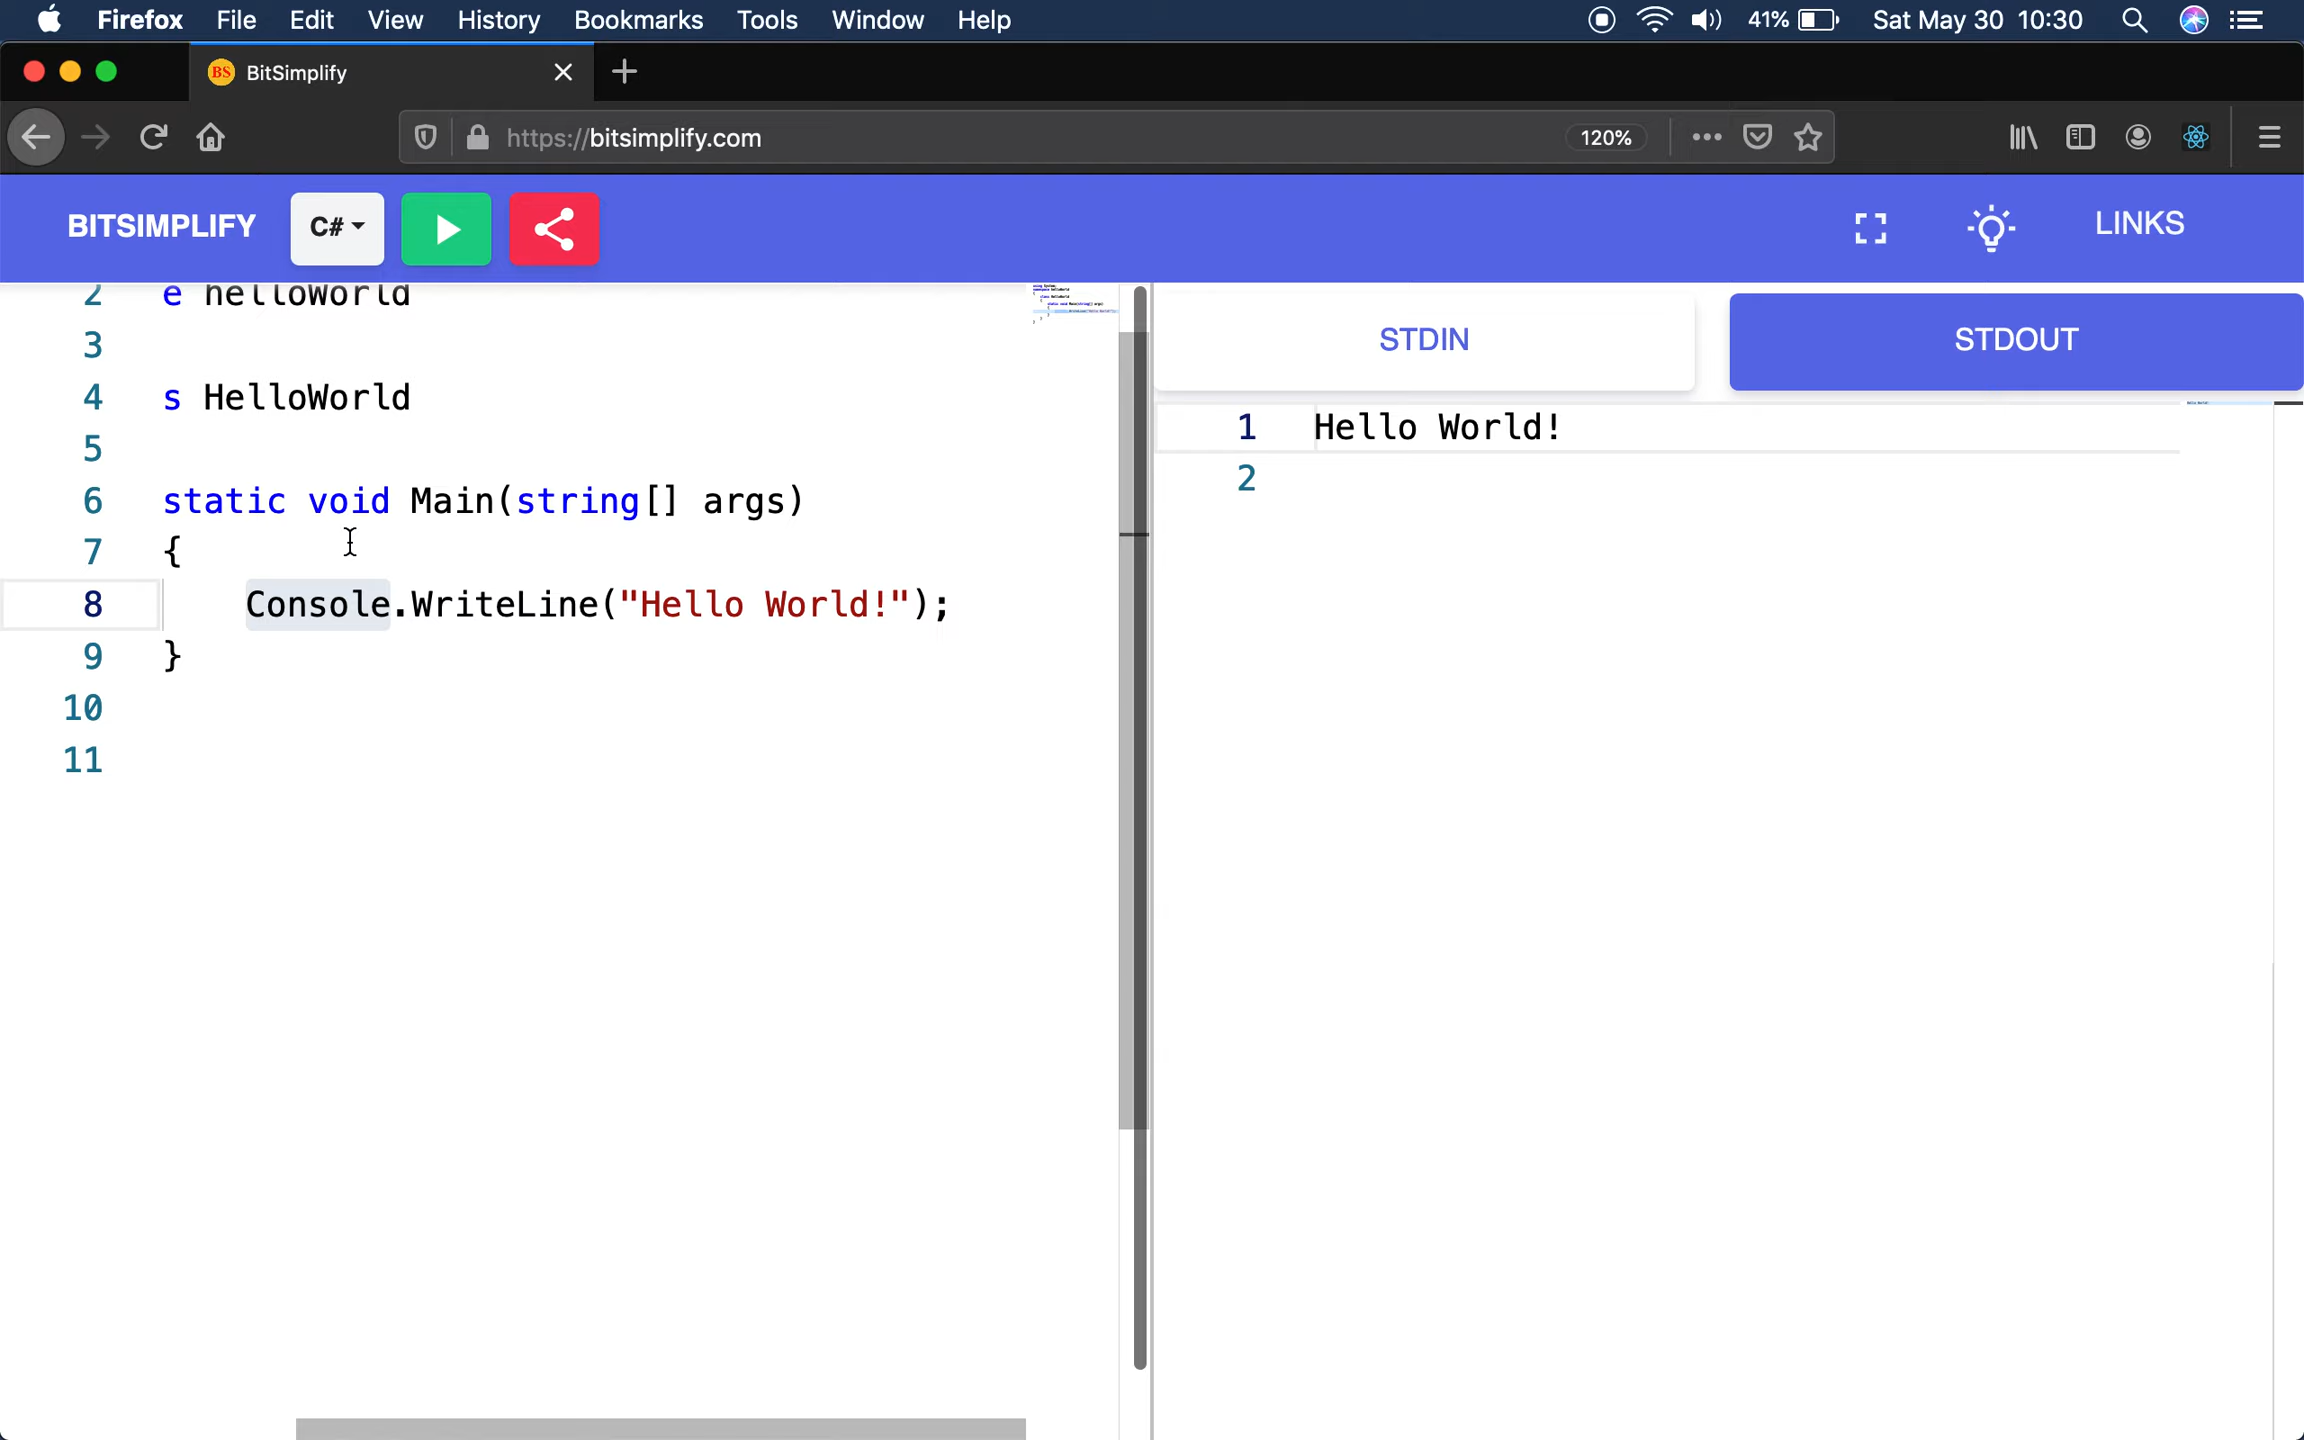 Firefox File Edit View History Bookmarks Tools Window Help 41% Sat May 30 10:30
BS BitSimplify
https://bitsimplify.com 120%
BITSIMPLIFY C# LINKS
2 e helloWorld
3
4 s HelloWorld
5
6 static void Main(string[] args)
7 {
8 Console.WriteLine("Hello World!");
9 }
10
11
STDIN STDOUT
1 Hello World!
2